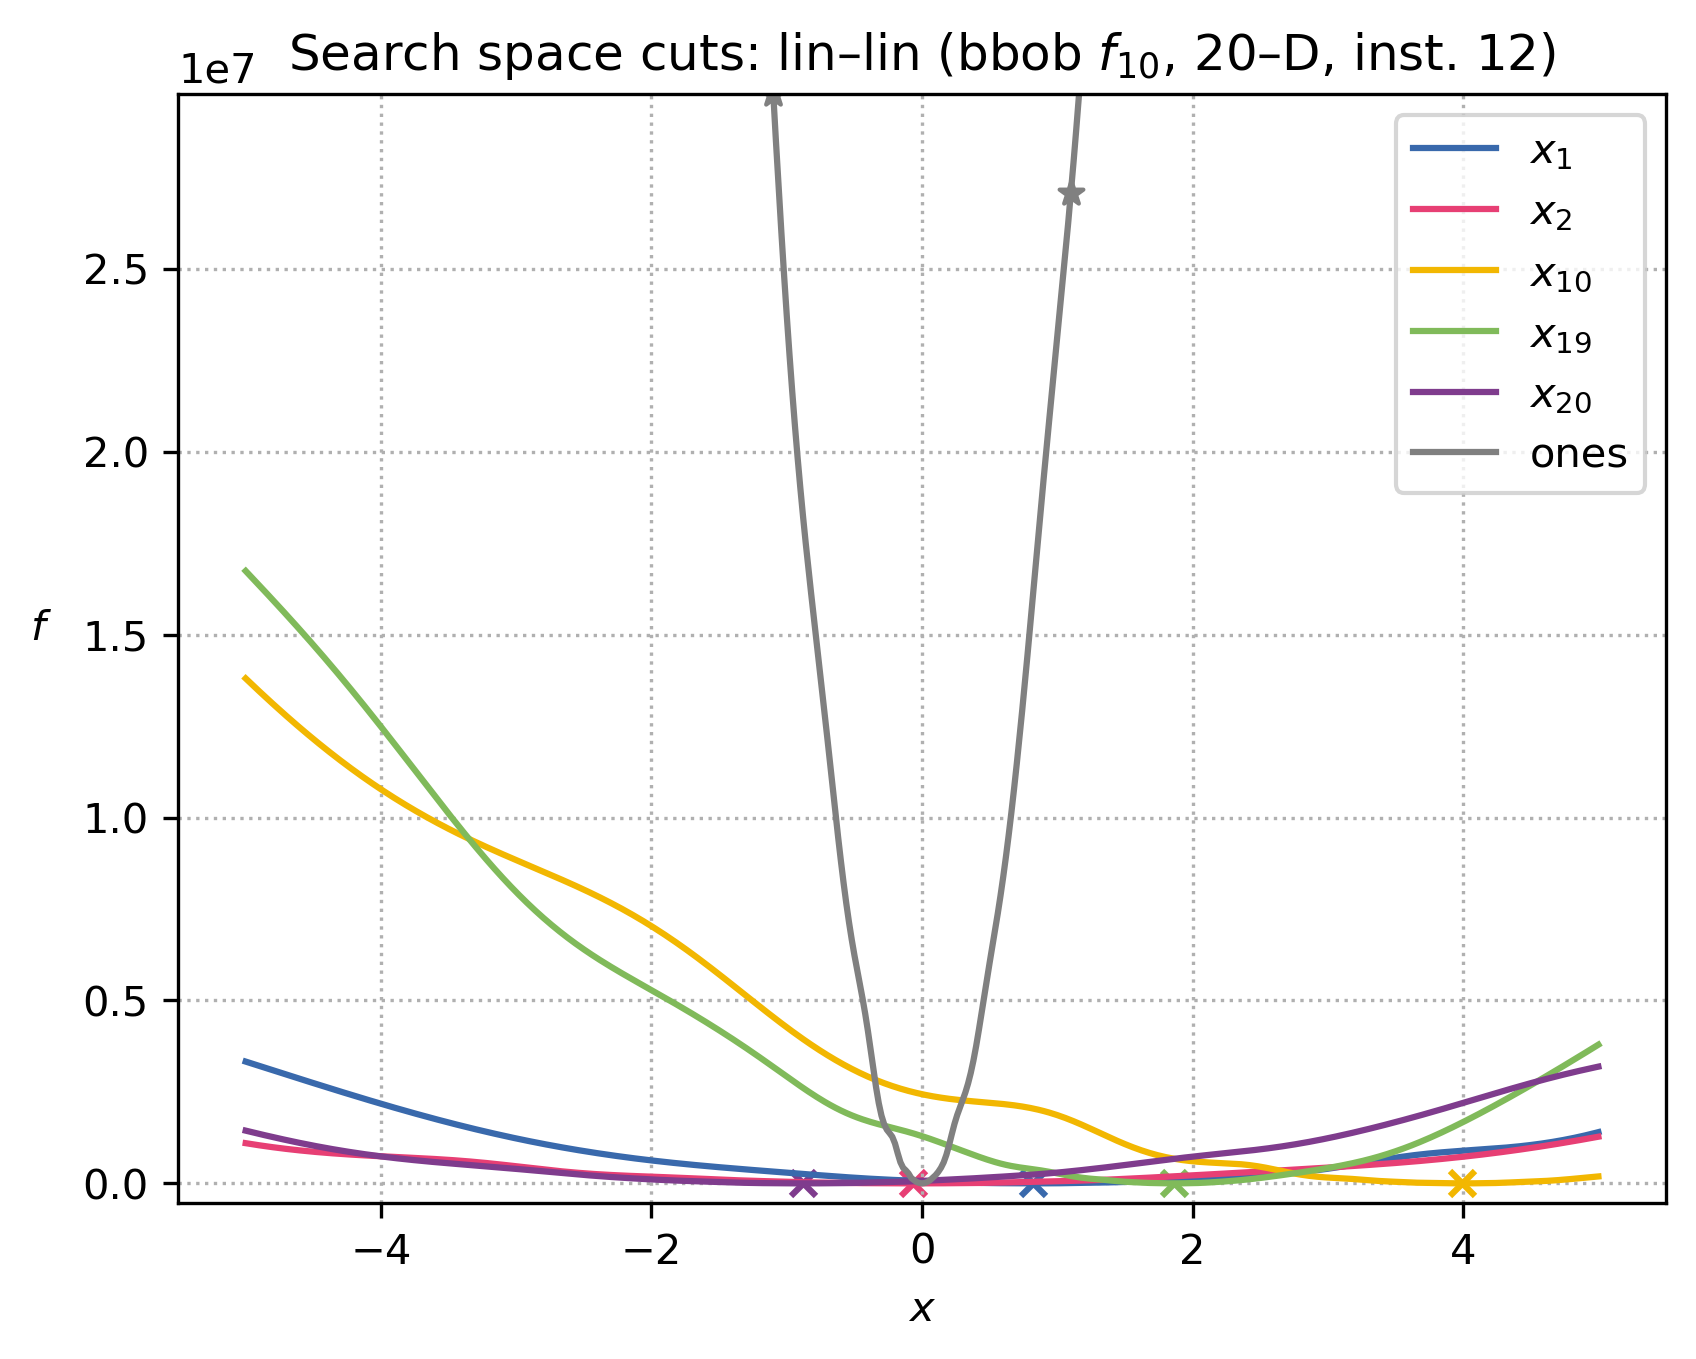 Search space cuts: lin–lin (bbob f₁₀, 20–D, inst. 12)
1e7
x₁
x₂
x₁₀
x₁₉
x₂₀
ones
2.5
2.0
1.5
1.0
0.5
0.0
f
−4 −2 0 2 4
x